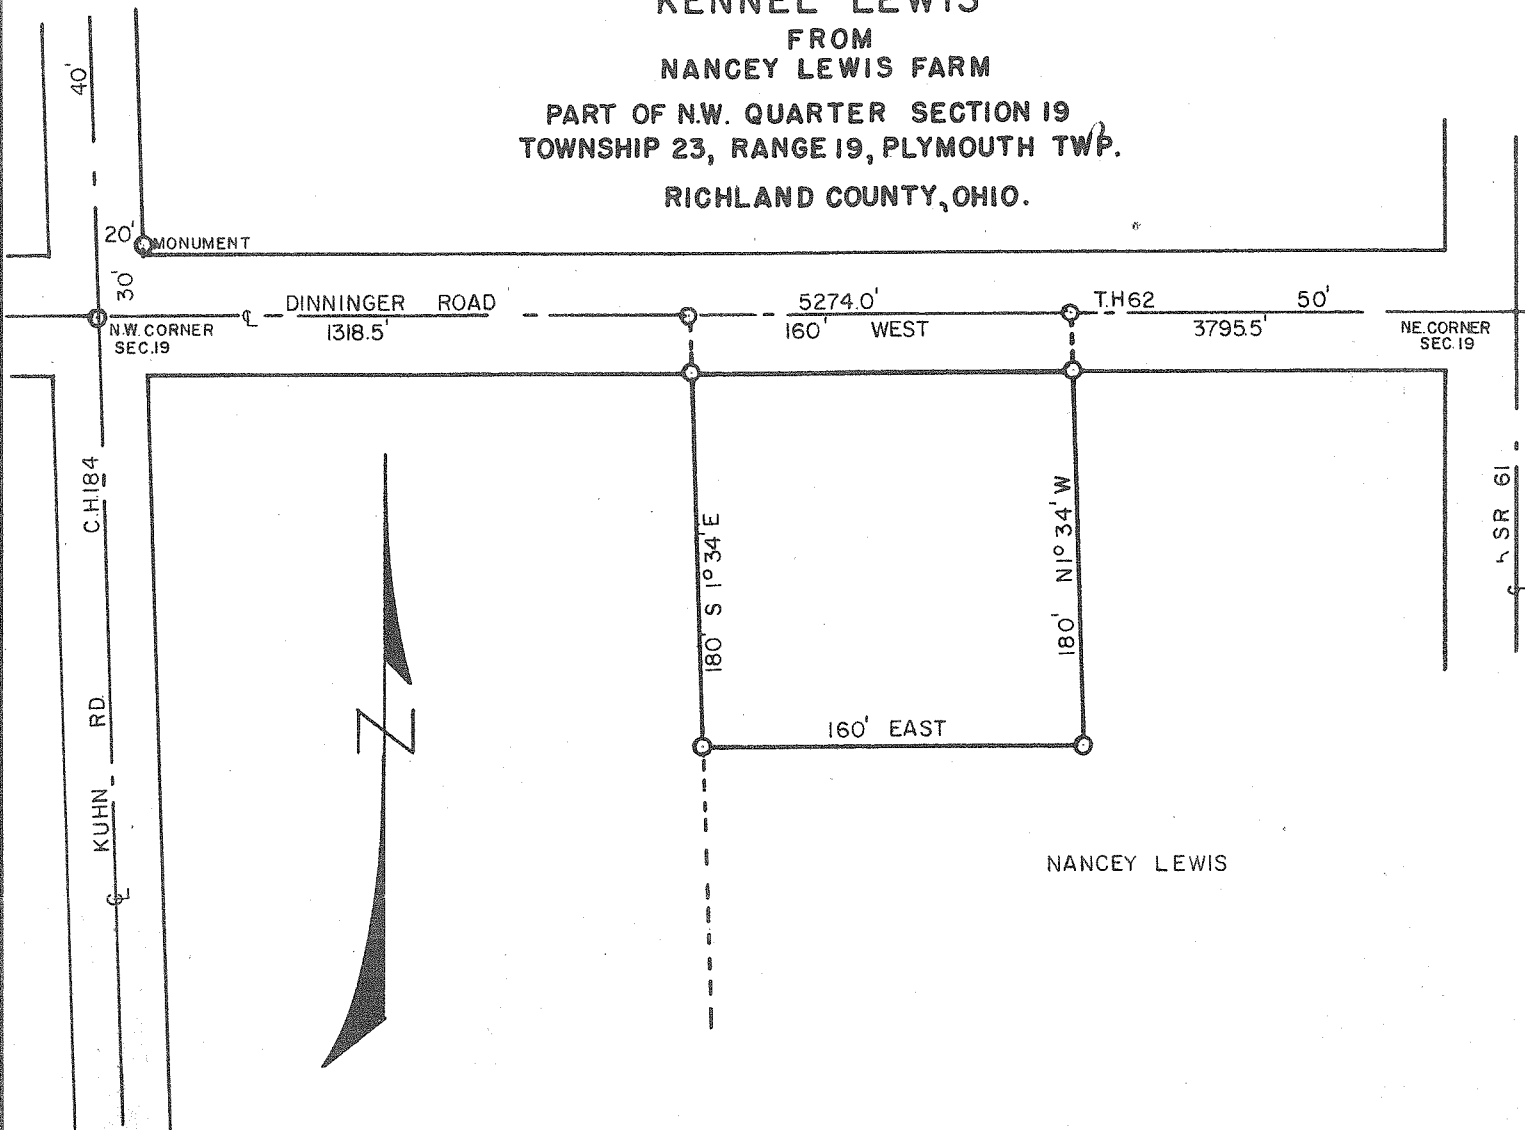 KENNEL LEWIS
FROM
NANCEY LEWIS FARM
PART OF N.W. QUARTER SECTION 19
TOWNSHIP 23, RANGE 19, PLYMOUTH TWP.
RICHLAND COUNTY, OHIO.
40'
20'
MONUMENT
30'
DINNINGER ROAD
5274.0'
T.H 62
50'
N.W. CORNER
SEC. 19
1318.5'
160' WEST
3795.5'
NE. CORNER
SEC. 19
C.H. 184
180' S 1° 34' E
180' N 1° 34' W
SR 61
N
KUHN RD.
160' EAST
NANCEY LEWIS